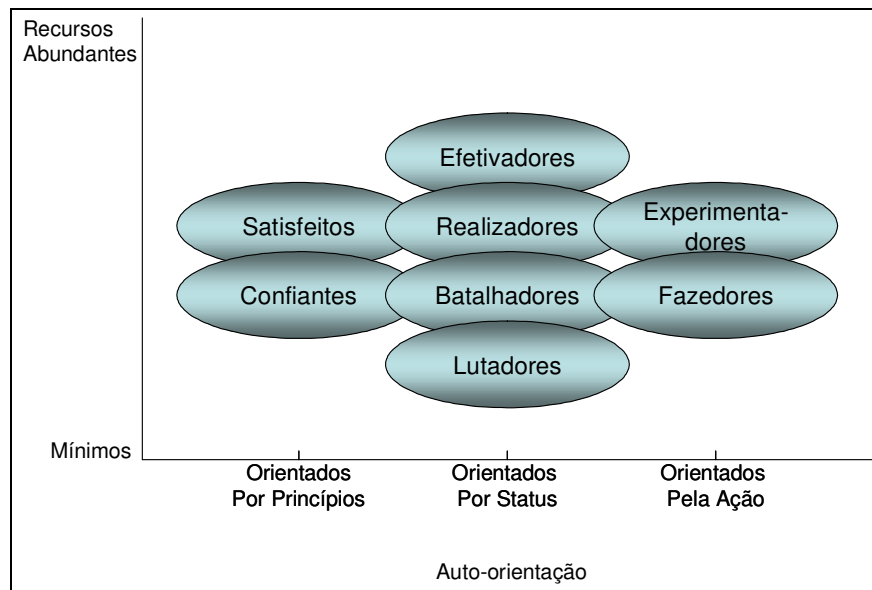 Recursos
Abundantes
Efetivadores
Satisfeitos
Realizadores
Experimenta-
dores
Confiantes
Batalhadores
Fazedores
Lutadores
Mínimos
Orientados
Por Princípios
Orientados
Por Status
Orientados
Pela Ação
Auto-orientação